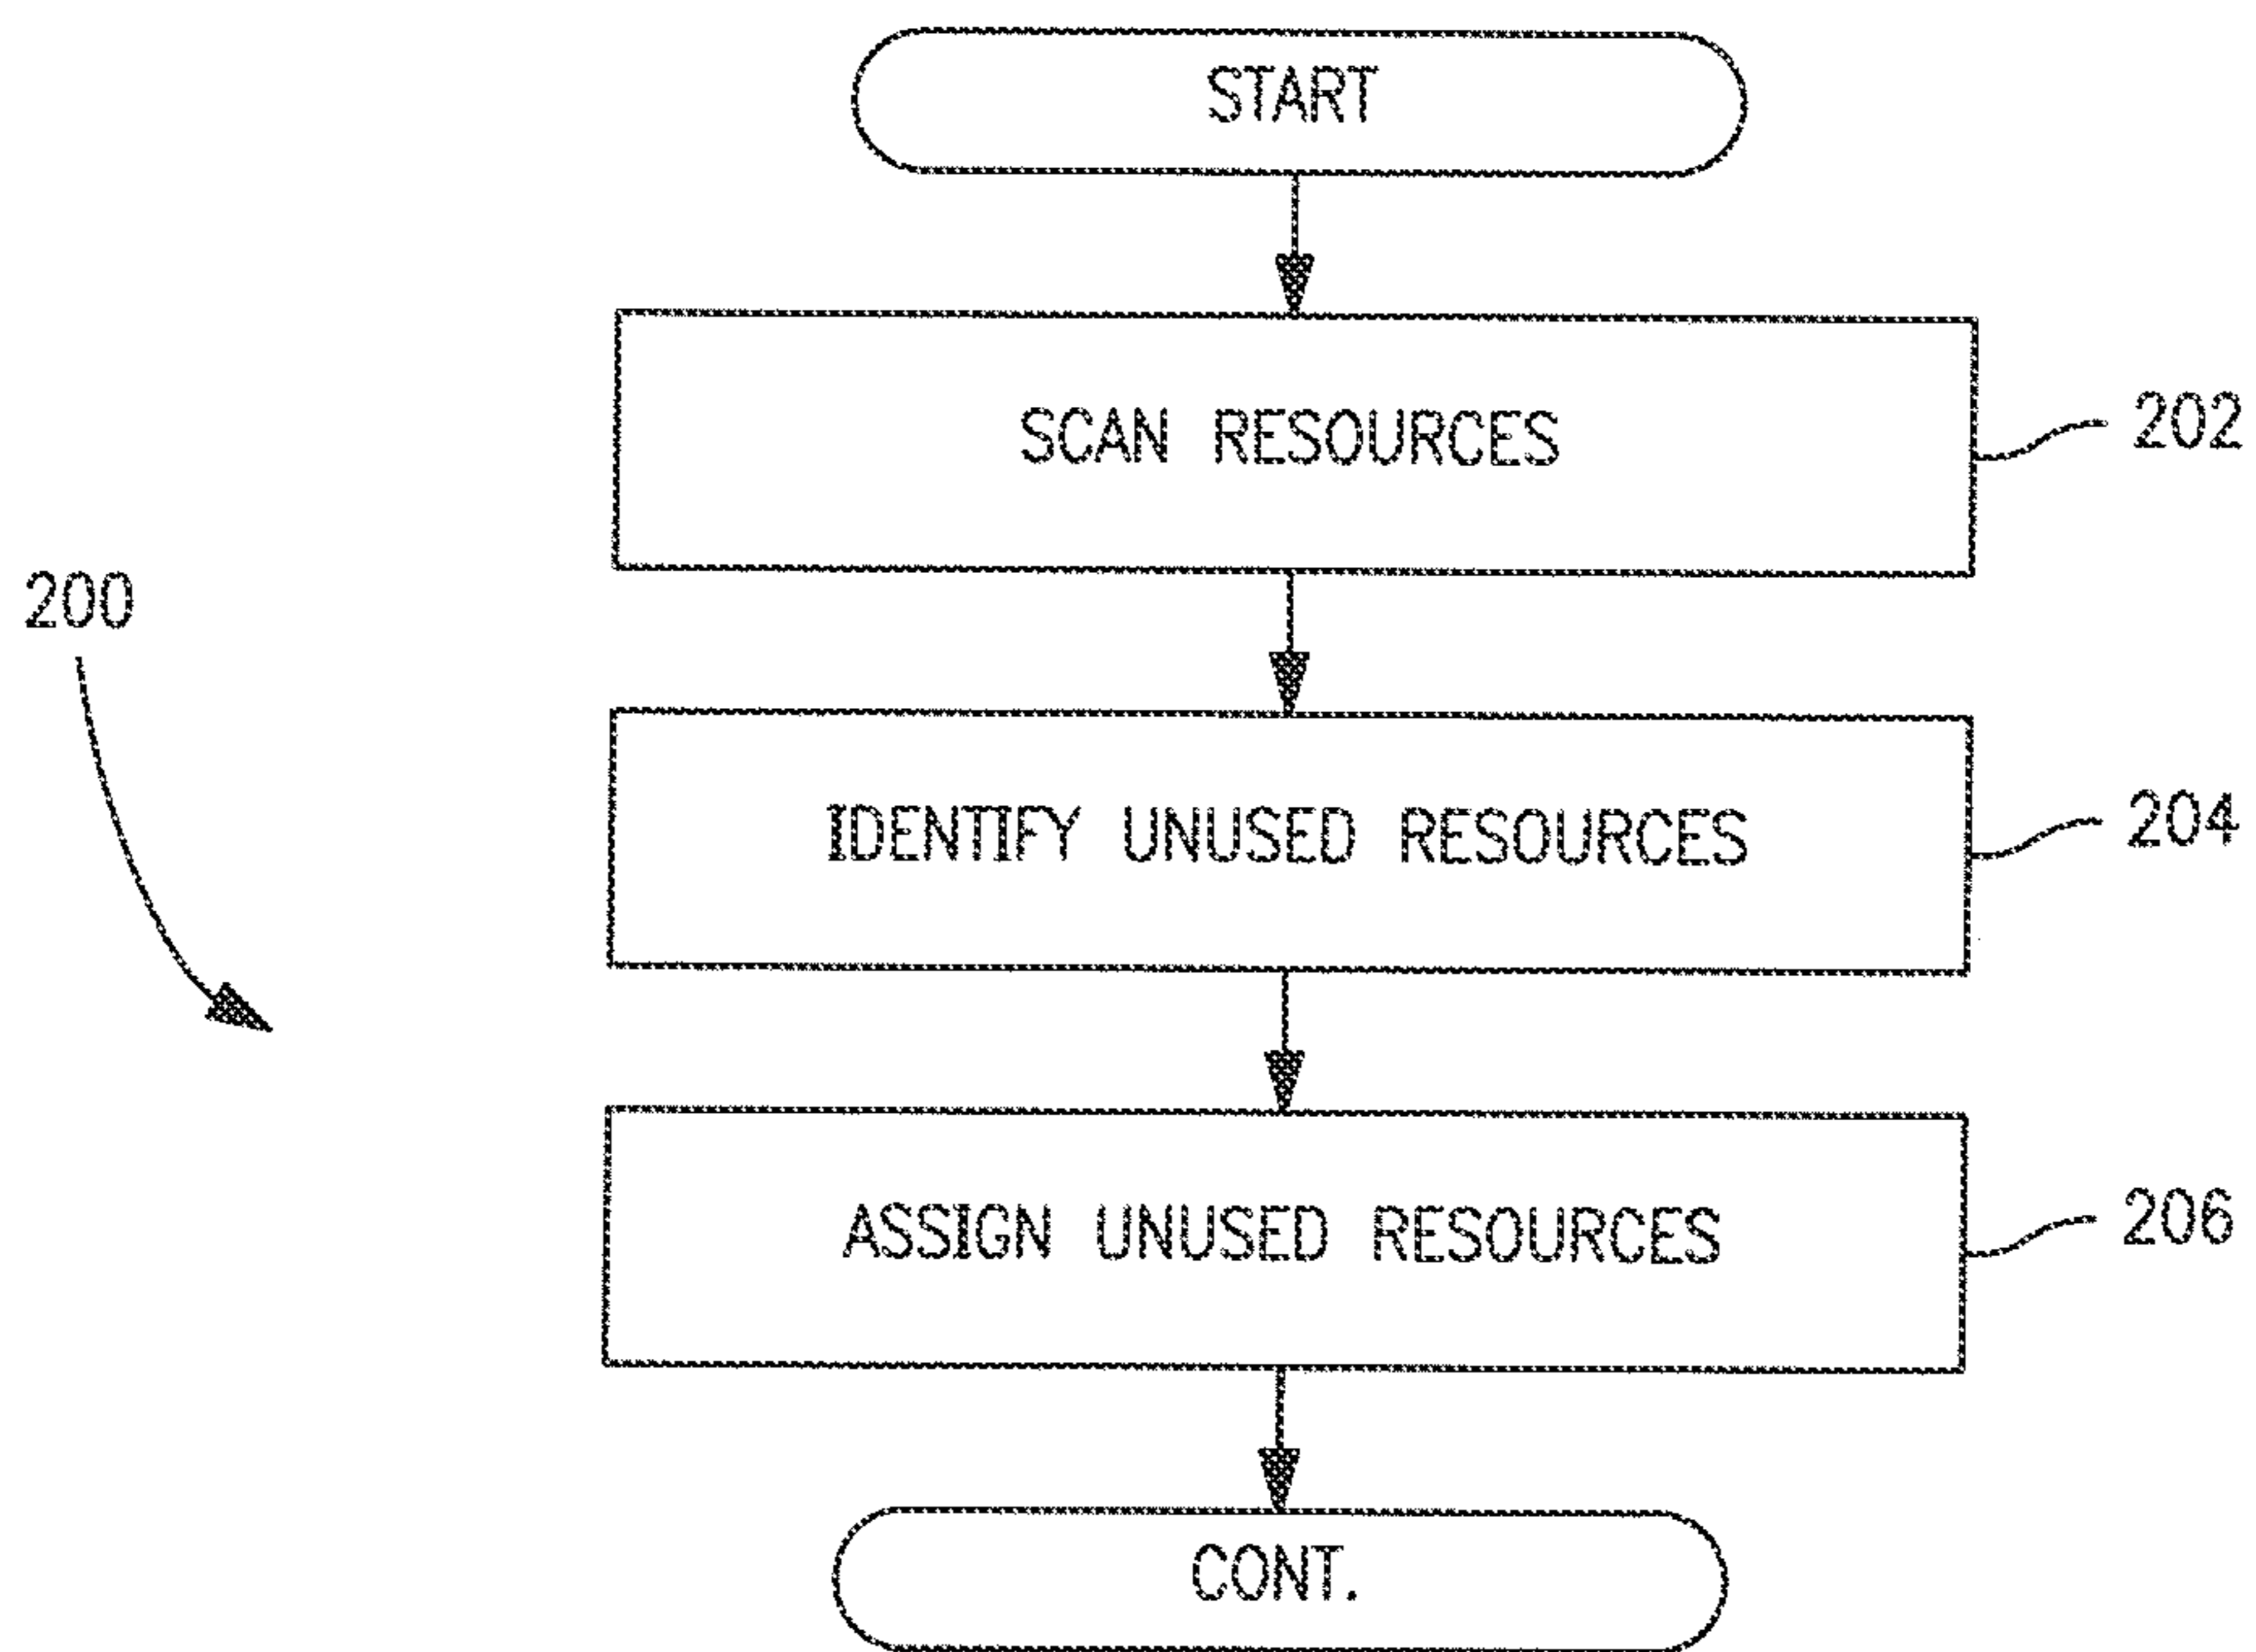 START
SCAN RESOURCES
202
200
IDENTIFY UNUSED RESOURCES
204
ASSIGN UNUSED RESOURCES
206
CONT.